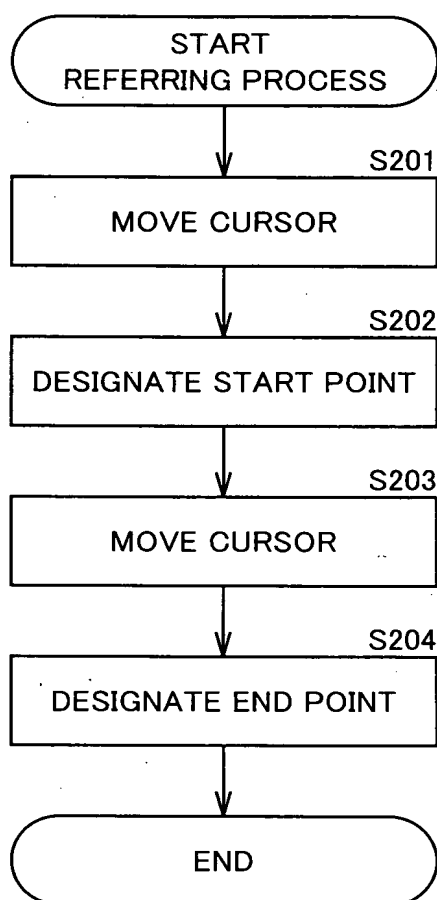 START
REFERRING PROCESS
S201
MOVE CURSOR
S202
DESIGNATE START POINT
S203
MOVE CURSOR
S204
DESIGNATE END POINT
END